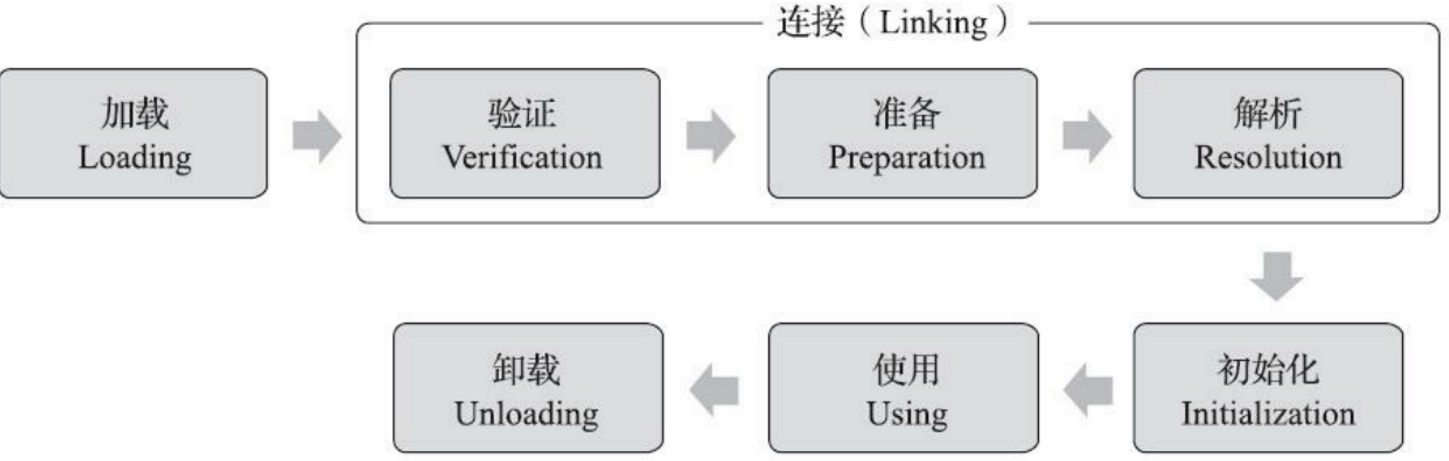 连接（Linking）
加载
Loading
验证
Verification
准备
Preparation
解析
Resolution
初始化
Initialization
使用
Using
卸载
Unloading